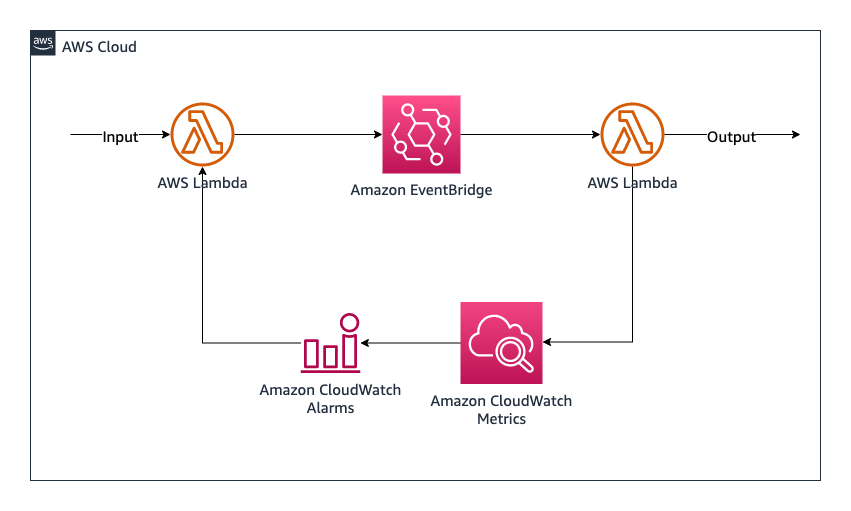 aws
AWS Cloud
Input
Output
AWS Lambda
Amazon EventBridge
AWS Lambda
Amazon CloudWatch
Alarms
Amazon CloudWatch
Metrics